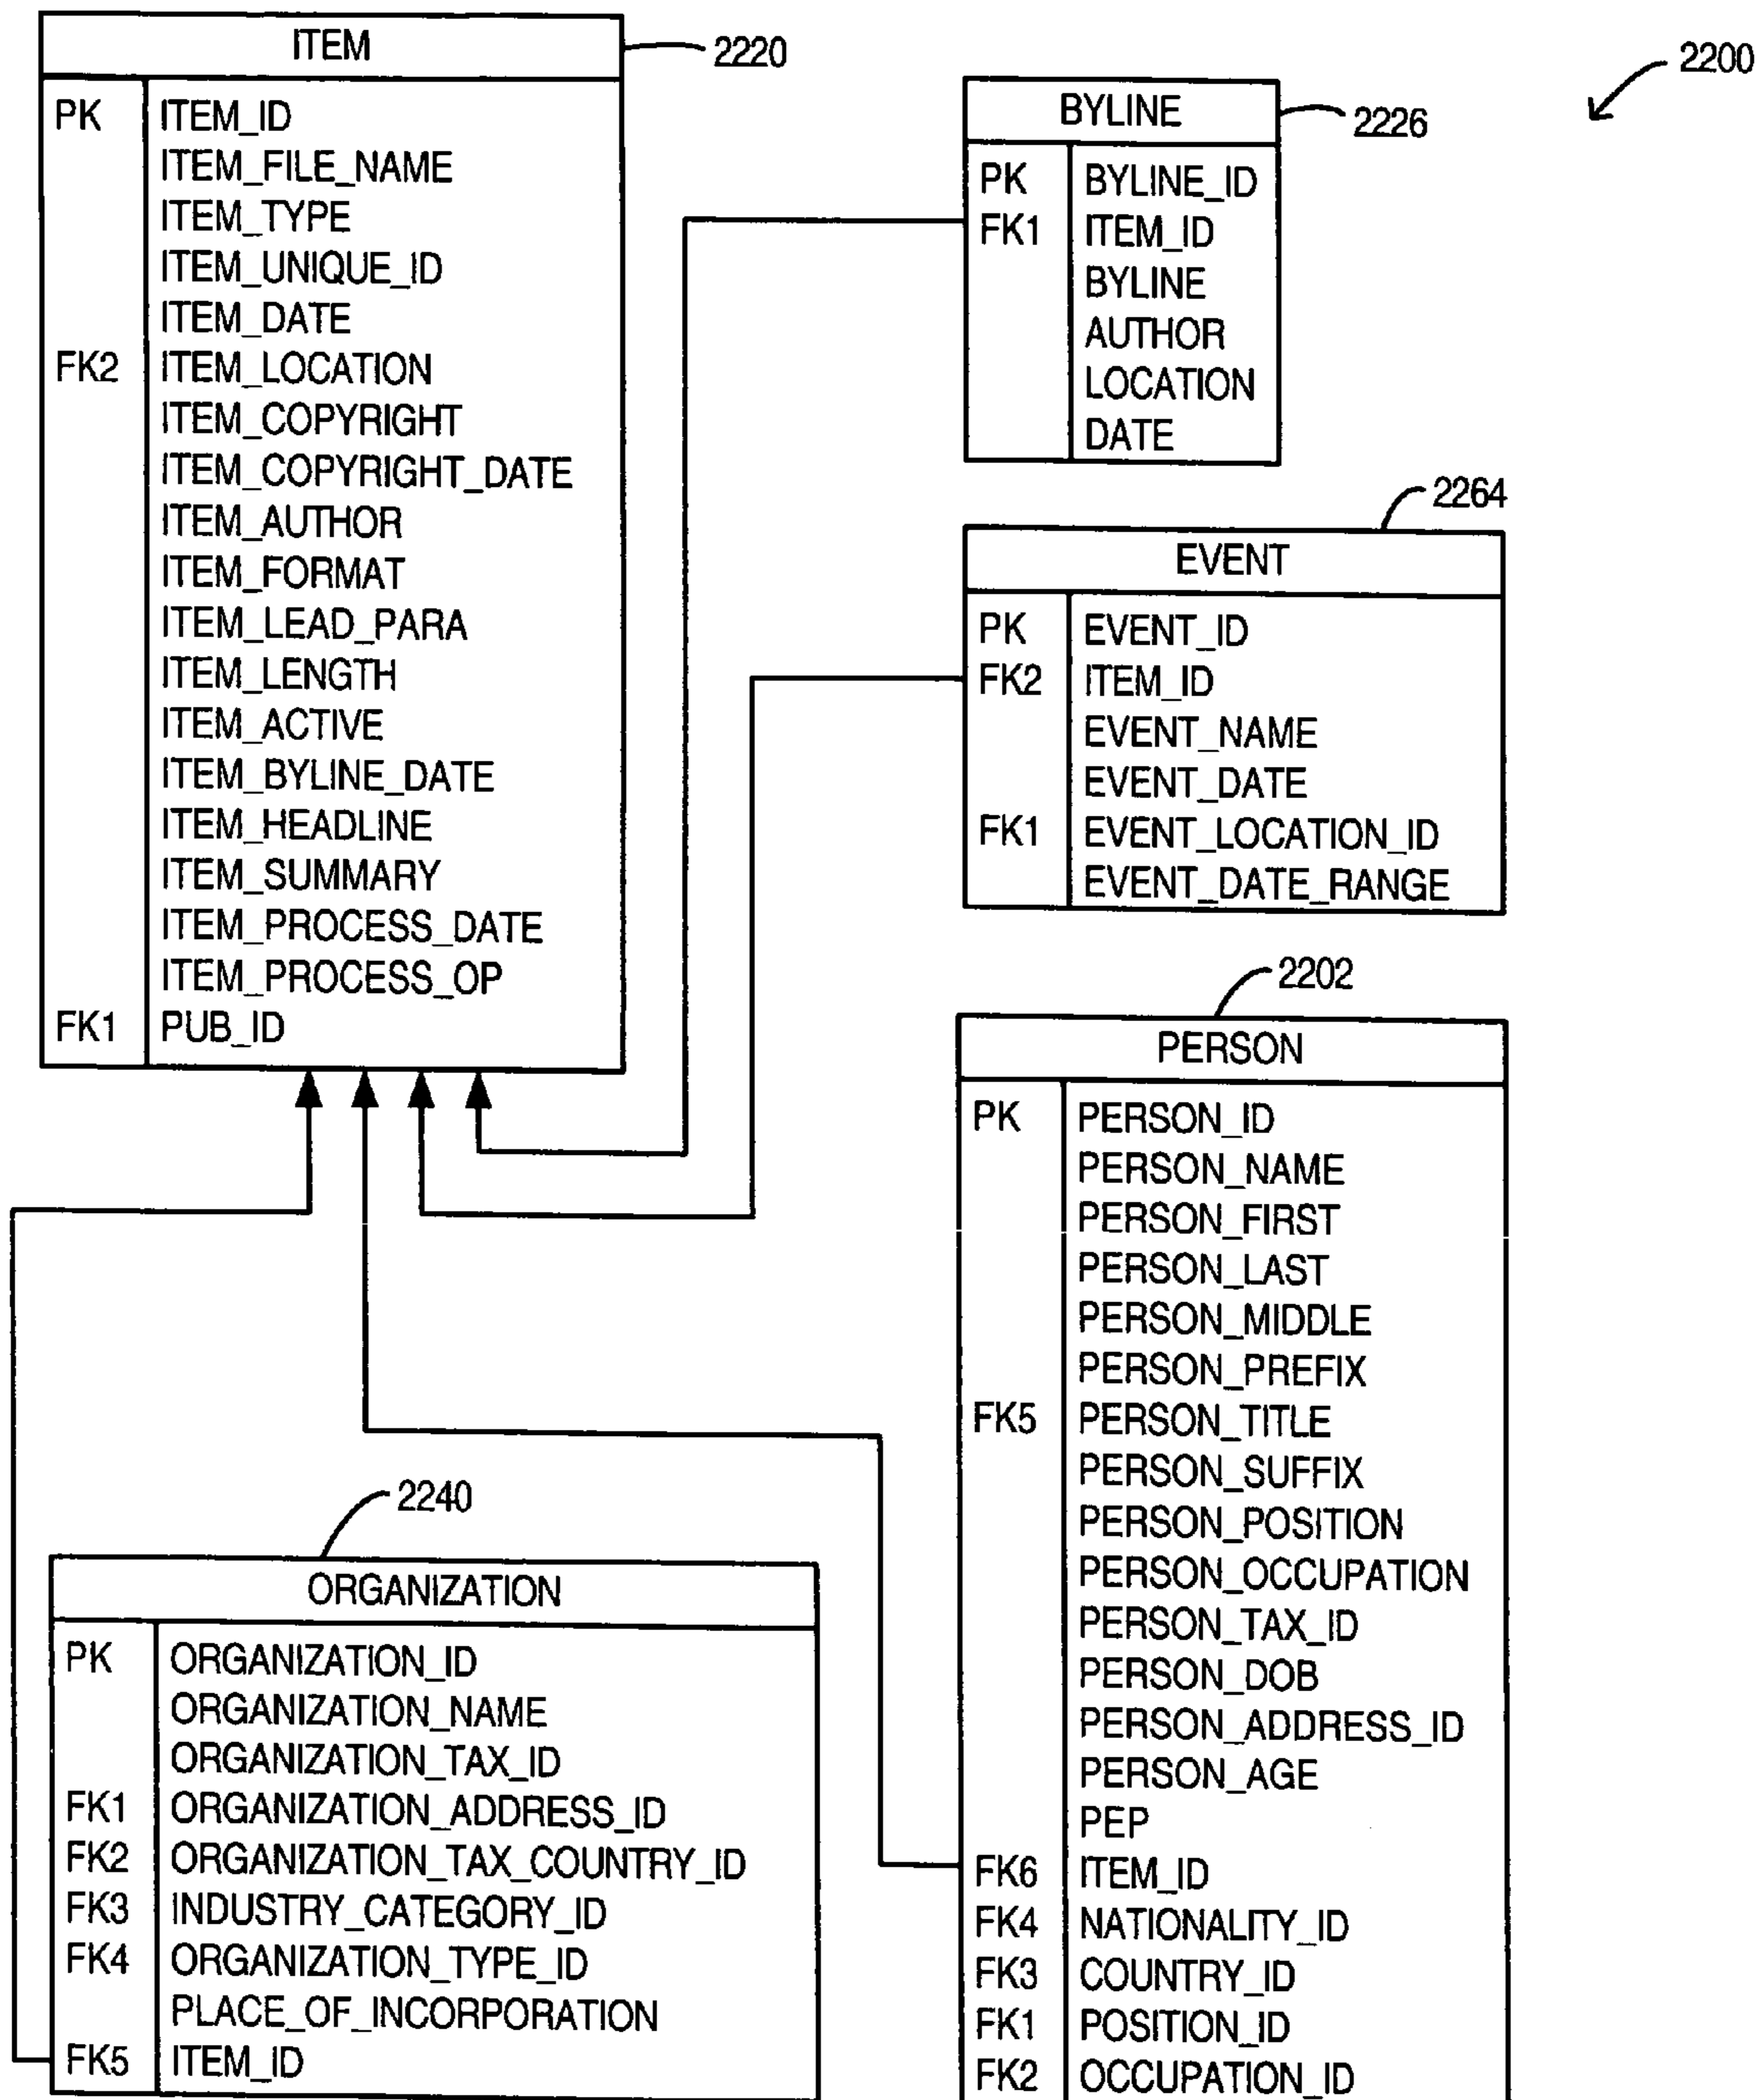 2200
ITEM 2220
PK ITEM_ID
ITEM_FILE_NAME
ITEM_TYPE
ITEM_UNIQUE_ID
ITEM_DATE
FK2 ITEM_LOCATION
ITEM_COPYRIGHT
ITEM_COPYRIGHT_DATE
ITEM_AUTHOR
ITEM_FORMAT
ITEM_LEAD_PARA
ITEM_LENGTH
ITEM_ACTIVE
ITEM_BYLINE_DATE
ITEM_HEADLINE
ITEM_SUMMARY
ITEM_PROCESS_DATE
ITEM_PROCESS_OP
FK1 PUB_ID
BYLINE 2226
PK BYLINE_ID
FK1 ITEM_ID
BYLINE
AUTHOR
LOCATION
DATE
2264
EVENT
PK EVENT_ID
FK2 ITEM_ID
EVENT_NAME
EVENT_DATE
FK1 EVENT_LOCATION_ID
EVENT_DATE_RANGE
2202
PERSON
PK PERSON_ID
PERSON_NAME
PERSON_FIRST
PERSON_LAST
PERSON_MIDDLE
PERSON_PREFIX
FK5 PERSON_TITLE
PERSON_SUFFIX
PERSON_POSITION
PERSON_OCCUPATION
PERSON_TAX_ID
PERSON_DOB
PERSON_ADDRESS_ID
PERSON_AGE
PEP
FK6 ITEM_ID
FK4 NATIONALITY_ID
FK3 COUNTRY_ID
FK1 POSITION_ID
FK2 OCCUPATION_ID
2240
ORGANIZATION
PK ORGANIZATION_ID
ORGANIZATION_NAME
ORGANIZATION_TAX_ID
FK1 ORGANIZATION_ADDRESS_ID
FK2 ORGANIZATION_TAX_COUNTRY_ID
FK3 INDUSTRY_CATEGORY_ID
FK4 ORGANIZATION_TYPE_ID
PLACE_OF_INCORPORATION
FK5 ITEM_ID